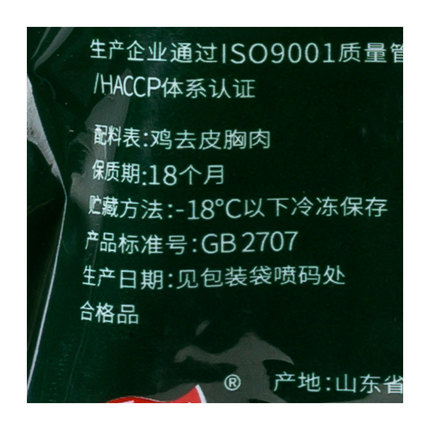 生产企业通过ISO9001质量管
/HACCP体系认证
配料表:鸡去皮胸肉
保质期:18个月
贮藏方法:-18℃以下冷冻保存
产品标准号:GB 2707
生产日期:见包装袋喷码处
合格品
® 产地:山东省